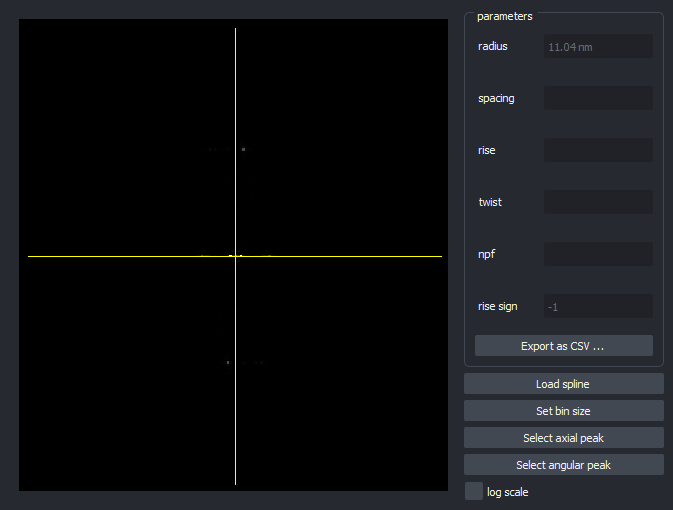 parameters
radius 11.04 nm
spacing
rise
twist
npf
rise sign -1
Export as CSV ...
Load spline
Set bin size
Select axial peak
Select angular peak
log scale